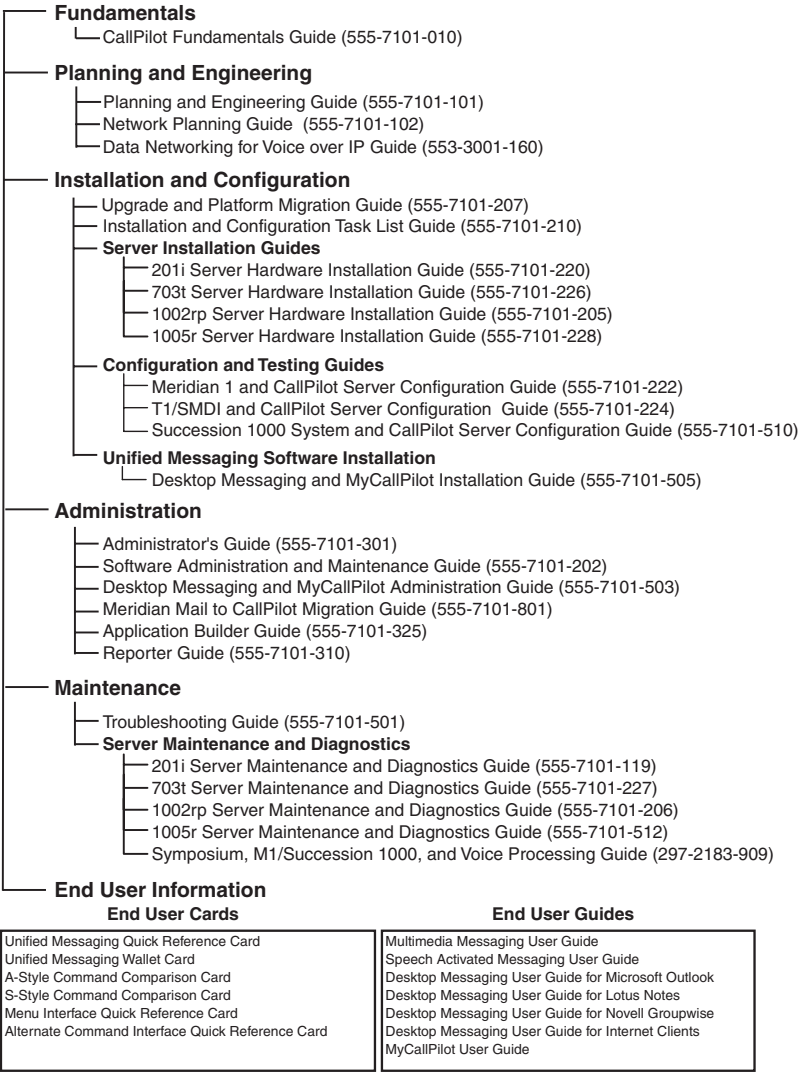 Fundamentals
CallPilot Fundamentals Guide (555-7101-010)
Planning and Engineering
Planning and Engineering Guide (555-7101-101)
Network Planning Guide (555-7101-102)
Data Networking for Voice over IP Guide (553-3001-160)
Installation and Configuration
Upgrade and Platform Migration Guide (555-7101-207)
Installation and Configuration Task List Guide (555-7101-210)
Server Installation Guides
201i Server Hardware Installation Guide (555-7101-220)
703t Server Hardware Installation Guide (555-7101-226)
1002rp Server Hardware Installation Guide (555-7101-205)
1005r Server Hardware Installation Guide (555-7101-228)
Configuration and Testing Guides
Meridian 1 and CallPilot Server Configuration Guide (555-7101-222)
T1/SMDI and CallPilot Server Configuration Guide (555-7101-224)
Succession 1000 System and CallPilot Server Configuration Guide (555-7101-510)
Unified Messaging Software Installation
Desktop Messaging and MyCallPilot Installation Guide (555-7101-505)
Administration
Administrator's Guide (555-7101-301)
Software Administration and Maintenance Guide (555-7101-202)
Desktop Messaging and MyCallPilot Administration Guide (555-7101-503)
Meridian Mail to CallPilot Migration Guide (555-7101-801)
Application Builder Guide (555-7101-325)
Reporter Guide (555-7101-310)
Maintenance
Troubleshooting Guide (555-7101-501)
Server Maintenance and Diagnostics
201i Server Maintenance and Diagnostics Guide (555-7101-119)
703t Server Maintenance and Diagnostics Guide (555-7101-227)
1002rp Server Maintenance and Diagnostics Guide (555-7101-206)
1005r Server Maintenance and Diagnostics Guide (555-7101-512)
Symposium, M1/Succession 1000, and Voice Processing Guide (297-2183-909)
End User Information
End User Cards
Unified Messaging Quick Reference Card
Unified Messaging Wallet Card
A-Style Command Comparison Card
S-Style Command Comparison Card
Menu Interface Quick Reference Card
Alternate Command Interface Quick Reference Card
End User Guides
Multimedia Messaging User Guide
Speech Activated Messaging User Guide
Desktop Messaging User Guide for Microsoft Outlook
Desktop Messaging User Guide for Lotus Notes
Desktop Messaging User Guide for Novell Groupwise
Desktop Messaging User Guide for Internet Clients
MyCallPilot User Guide